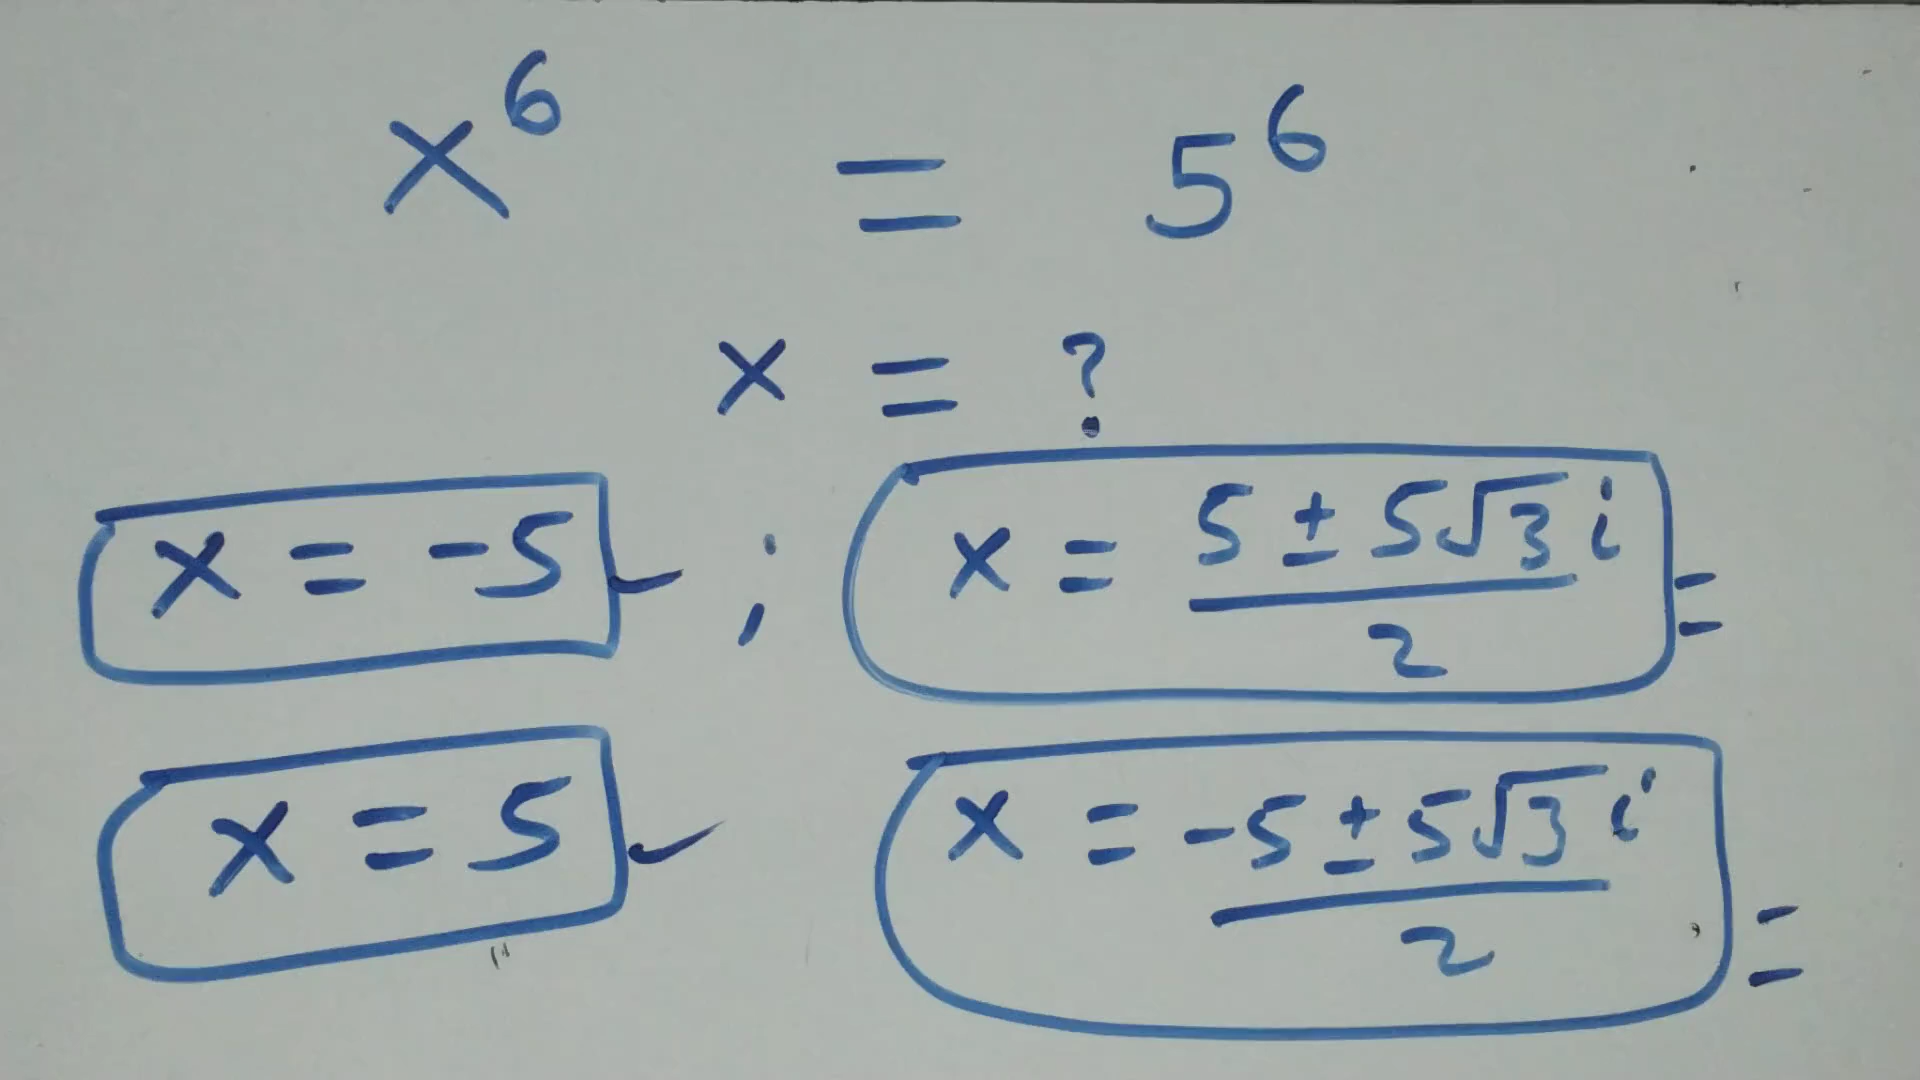 x⁶ = 5⁶
x = ?
x = -5 ; x = (5 ± 5√3 i)/2 =
x = 5 x = (-5 ± 5√3 i)/2 =